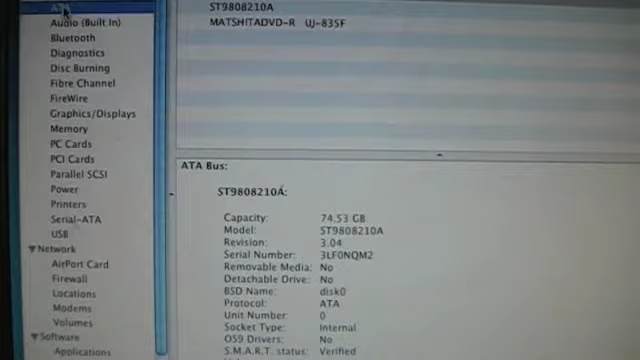 ATA
Audio (Built In)
Bluetooth
Diagnostics
Disc Burning
Fibre Channel
FireWire
Graphics/Displays
Memory
PC Cards
PCI Cards
Parallel SCSI
Power
Printers
Serial-ATA
USB
Network
AirPort Card
Firewall
Locations
Modems
Volumes
Software
Applications
ST9808210A
MATSHITADVD-R UJ-835F
ATA Bus:
ST9808210A:
Capacity: 74.53 GB
Model: ST9808210A
Revision: 3.04
Serial Number: 3LF0NQM2
Removable Media: No
Detachable Drive: No
BSD Name: disk0
Protocol: ATA
Unit Number: 0
Socket Type: Internal
OS9 Drivers: No
S.M.A.R.T. status: Verified